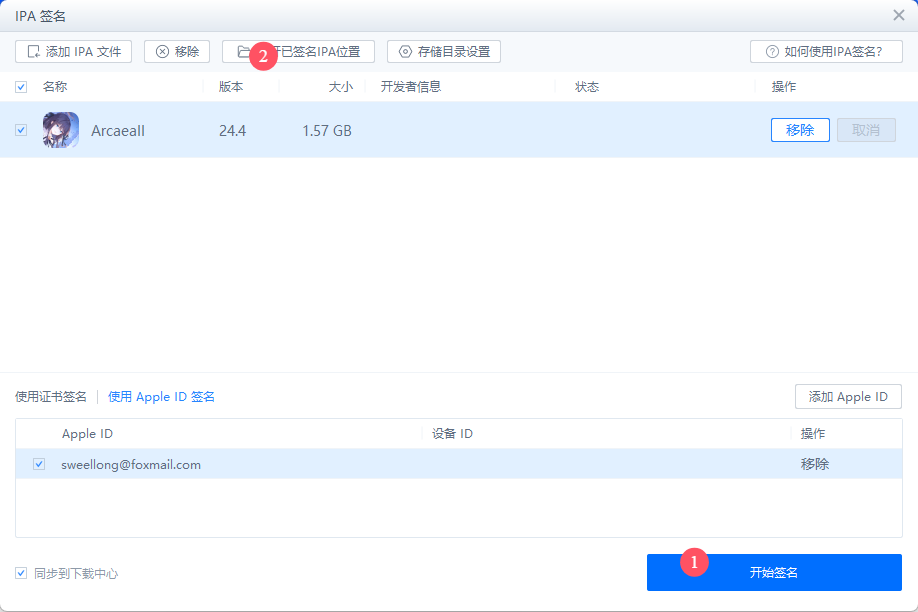 IPA 签名
添加 IPA 文件 移除 2 开已签名IPA位置 存储目录设置 如何使用IPA签名?
名称 版本 大小 开发者信息 状态 操作
Arcaeall 24.4 1.57 GB 移除 取消
使用证书签名 使用 Apple ID 签名 添加 Apple ID
Apple ID 设备 ID 操作
sweellong@foxmail.com 移除
同步到下载中心 1 开始签名